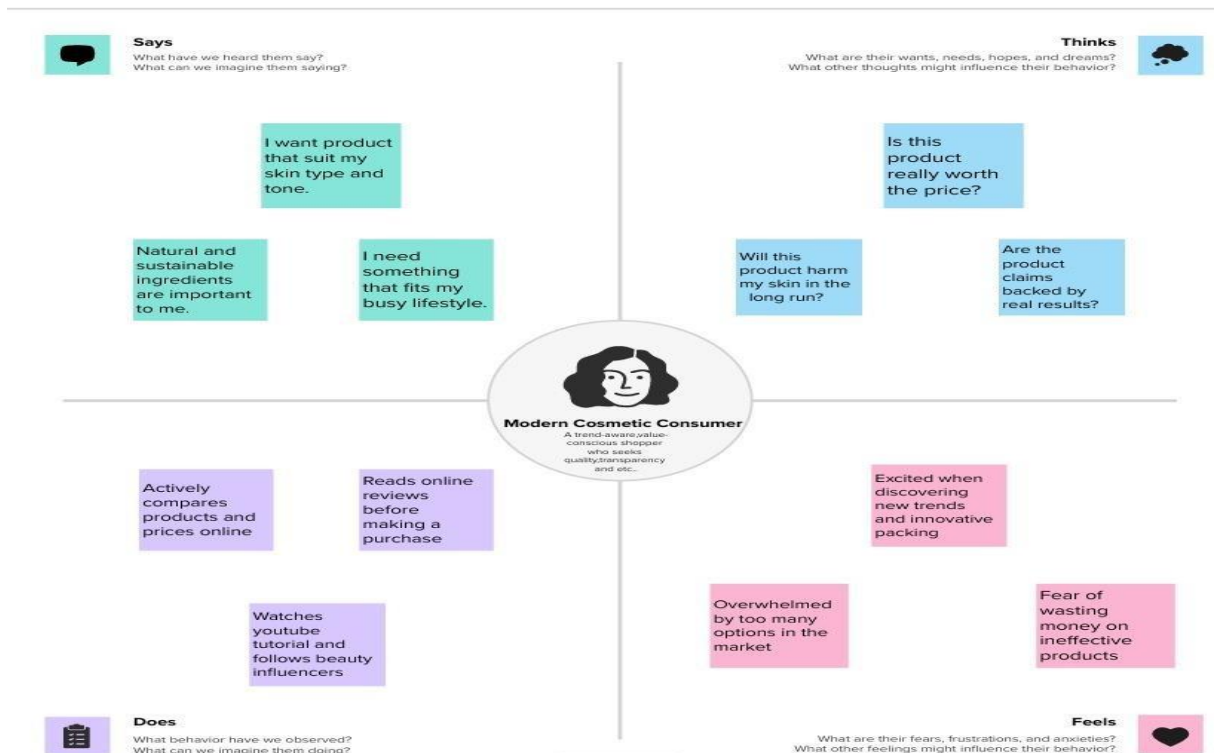 Says
What have we heard them say?
What can we imagine them saying?
Thinks
What are their wants, needs, hopes, and dreams?
What other thoughts might influence their behavior?
I want product
that suit my
skin type and
tone.
Natural and
sustainable
ingredients
are important
to me.
I need
something
that fits my
busy lifestyle.
Is this
product
really worth
the price?
Will this
product harm
my skin in the
long run?
Are the
product
claims
backed by
real results?
Modern Cosmetic Consumer
A trend-aware,value-
conscious shopper
who seeks
quality,transparency
and etc..
Actively
compares
products and
prices online
Reads online
reviews
before
making a
purchase
Watches
youtube
tutorial and
follows beauty
influencers
Excited when
discovering
new trends
and innovative
packing
Overwhelmed
by too many
options in the
market
Fear of
wasting
money on
ineffective
products
Does
What behavior have we observed?
What can we imagine them doing?
Feels
What are their fears, frustrations, and anxieties?
What other feelings might influence their behavior?